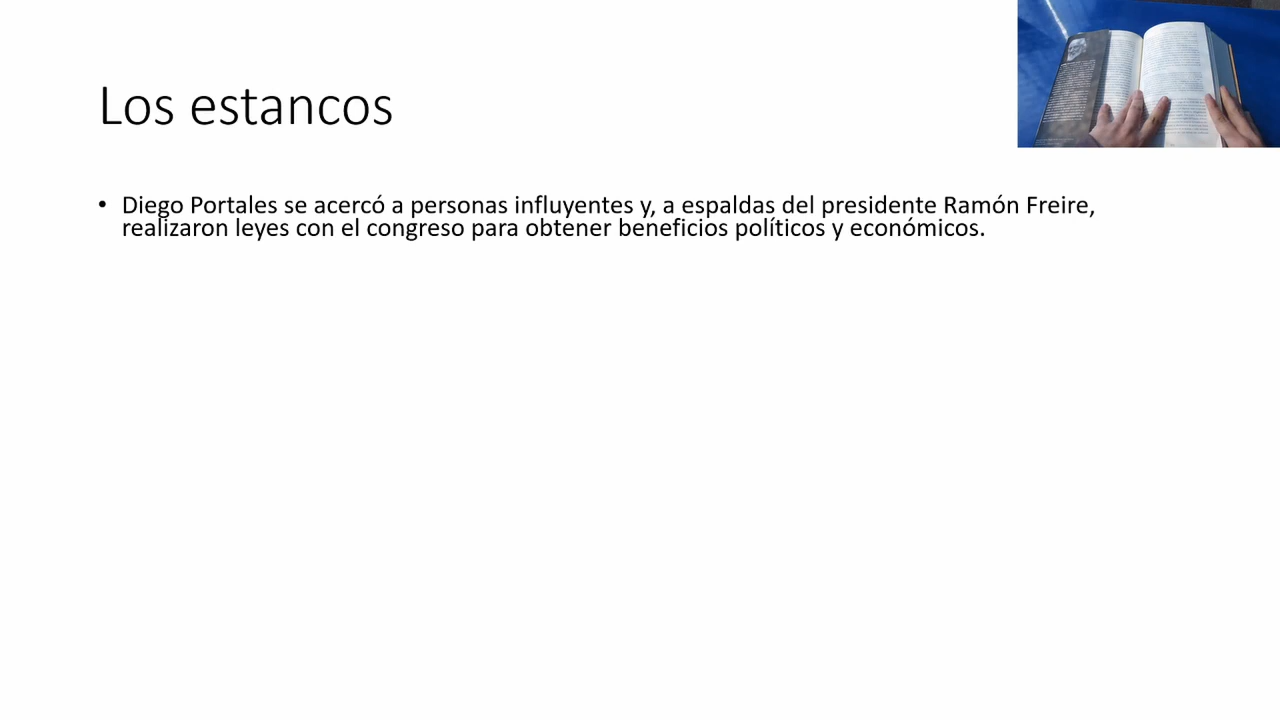 Los estancos
• Diego Portales se acercó a personas influyentes y, a espaldas del presidente Ramón Freire,
realizaron leyes con el congreso para obtener beneficios políticos y económicos.